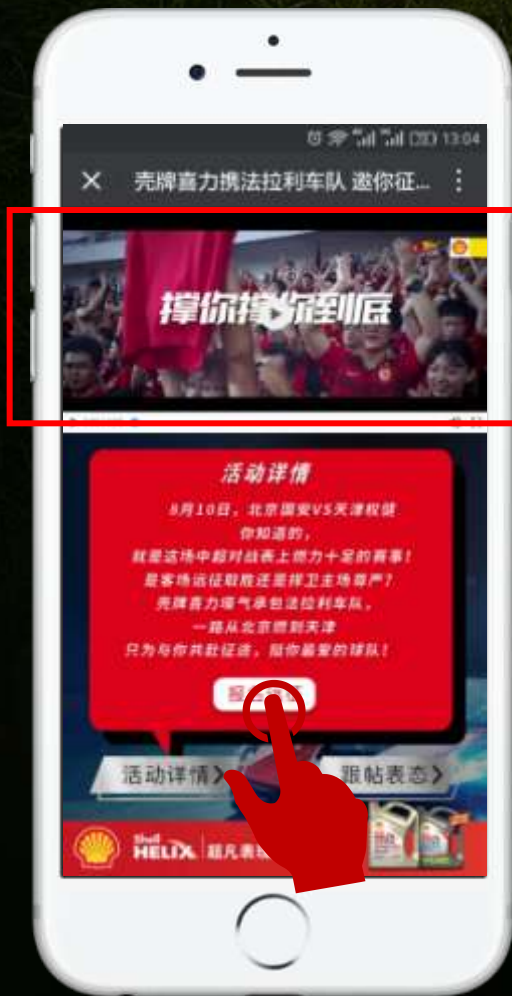 13:04
壳牌喜力携法拉利车队 邀你征...
撑你撑你到底
活动详情
8月10日，北京国安VS天津权健
你知道的，
就是这场中超对战表上燃力十足的赛事！
是客场远征取胜还是捍卫主场尊严？
壳牌喜力霸气承包法拉利车队，
一路从北京燃到天津
只为与你共赴征途，挺你最爱的球队！
活动详情
跟帖表态
Shell
HELIX 超凡表现